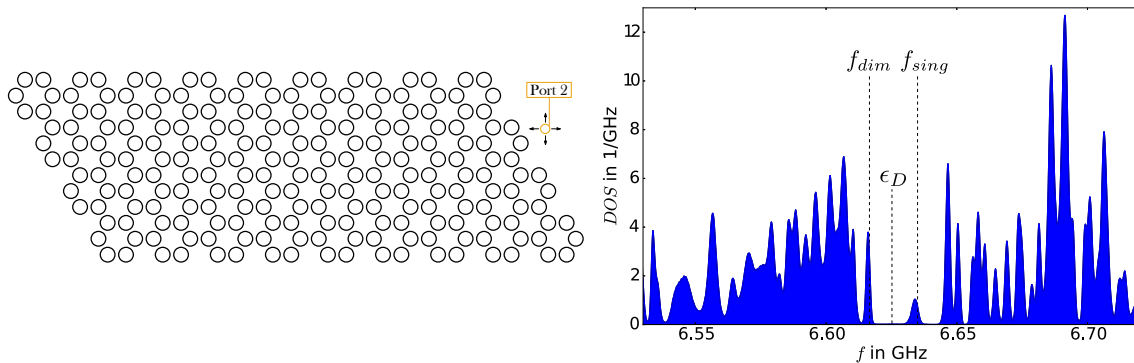 Port 2
DOS in 1/GHz
12
10
8
6
4
2
0
f_dim f_sing
ϵ_D
6.55
6.60
6.65
6.70
f in GHz